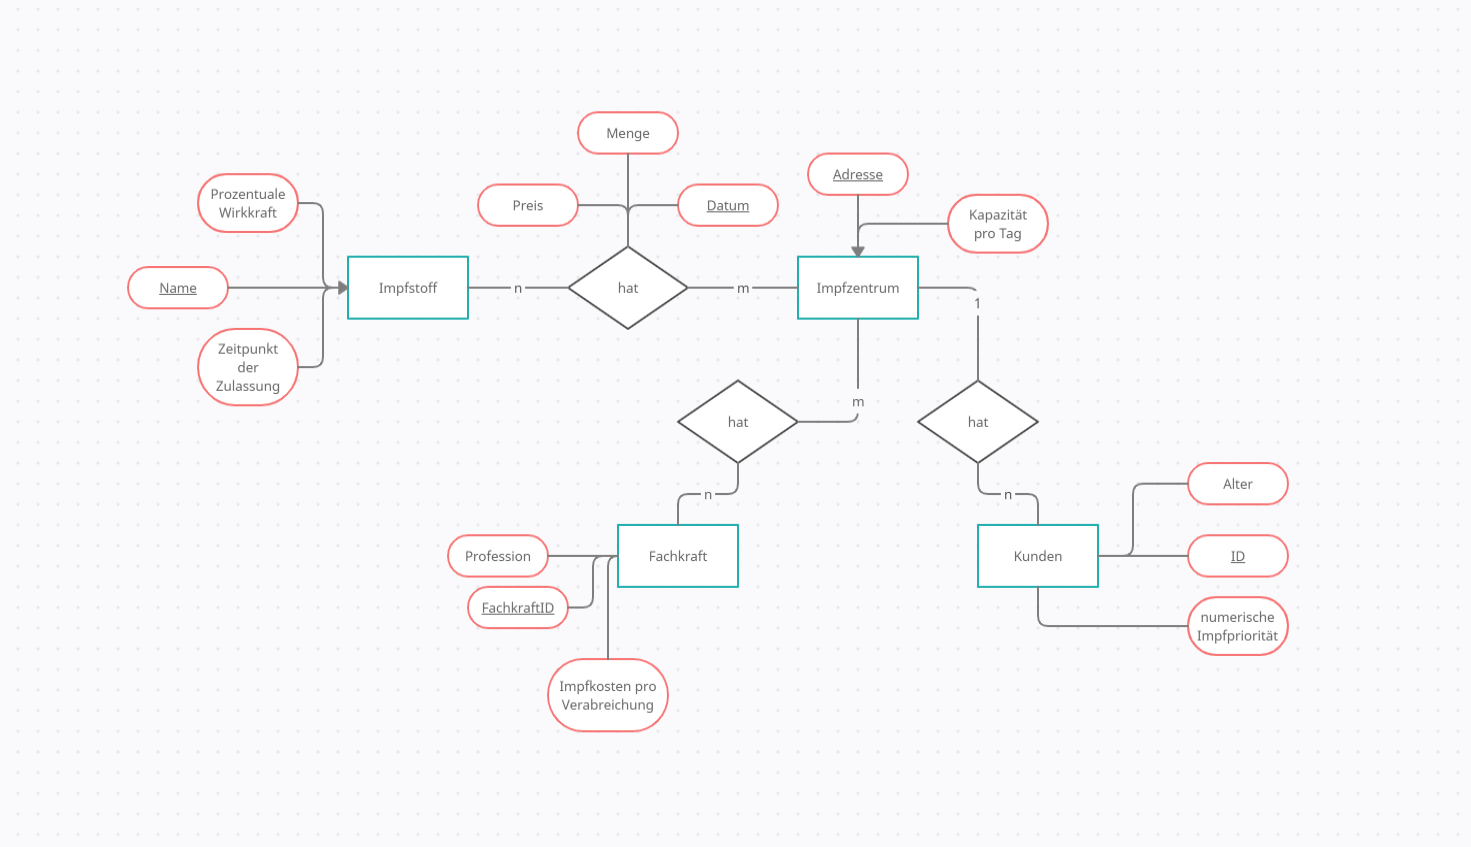 Menge
Adresse
Prozentuale
Wirkkraft
Preis
Datum
Kapazität
pro Tag
Name
Impfstoff
n
hat
m
Impfzentrum
1
Zeitpunkt
der
Zulassung
m
hat
hat
n
n
Alter
Profession
Fachkraft
Kunden
ID
FachkraftID
numerische
Impfpriorität
Impfkosten pro
Verabreichung